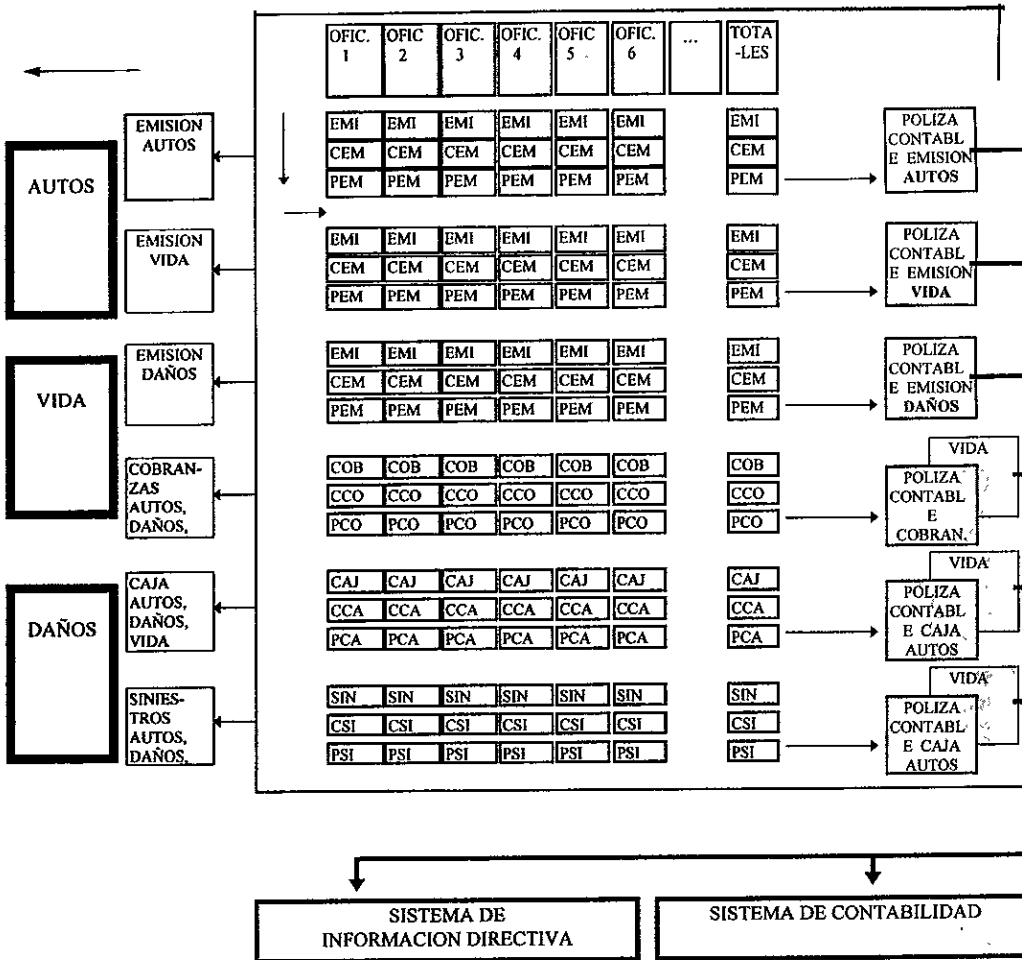 OFIC. 1 OFIC 2 OFIC. 3 OFIC. 4 OFIC 5 OFIC. 6 ... TOTA-LES
AUTOS
EMISION
AUTOS
EMI EMI EMI EMI EMI EMI EMI
CEM CEM CEM CEM CEM CEM CEM
PEM PEM PEM PEM PEM PEM PEM
POLIZA
CONTABL
E EMISION
AUTOS
EMISION
VIDA
EMI EMI EMI EMI EMI EMI EMI
CEM CEM CEM CEM CEM CEM CEM
PEM PEM PEM PEM PEM PEM PEM
POLIZA
CONTABL
E EMISION
VIDA
VIDA
EMISION
DAÑOS
EMI EMI EMI EMI EMI EMI EMI
CEM CEM CEM CEM CEM CEM CEM
PEM PEM PEM PEM PEM PEM PEM
POLIZA
CONTABL
E EMISION
DAÑOS
COBRAN-
ZAS
AUTOS,
DAÑOS,
COB COB COB COB COB COB COB
CCO CCO CCO CCO CCO CCO CCO
PCO PCO PCO PCO PCO PCO PCO
VIDA
POLIZA
CONTABL
E
COBRAN.
DAÑOS
CAJA
AUTOS,
DAÑOS,
VIDA
CAJ CAJ CAJ CAJ CAJ CAJ CAJ
CCA CCA CCA CCA CCA CCA CCA
PCA PCA PCA PCA PCA PCA PCA
VIDA
POLIZA
CONTABL
E CAJA
AUTOS
SINIES-
TROS
AUTOS,
DAÑOS,
SIN SIN SIN SIN SIN SIN SIN
CSI CSI CSI CSI CSI CSI CSI
PSI PSI PSI PSI PSI PSI PSI
VIDA
POLIZA
CONTABL
E CAJA
AUTOS
SISTEMA DE
INFORMACION DIRECTIVA
SISTEMA DE CONTABILIDAD